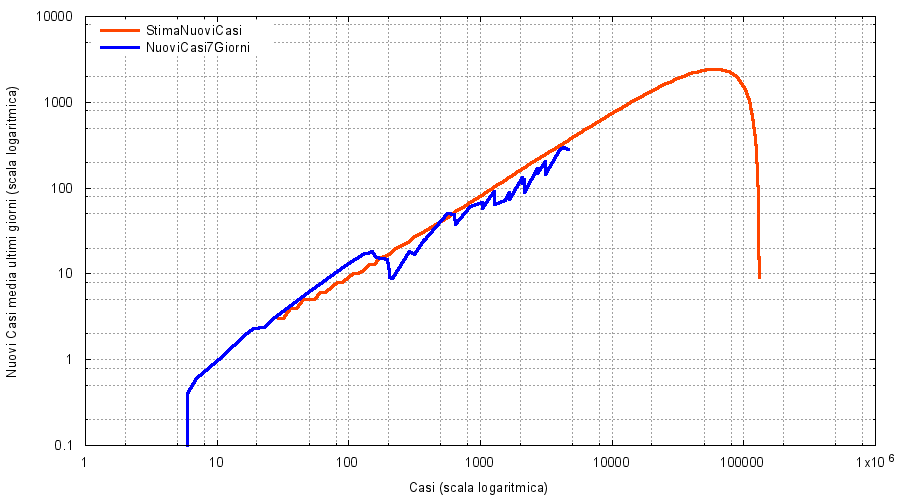 10000
StimaNuoviCasi
NuoviCasi7Giorni
1000
100
10
1
0.1
Nuovi Casi media ultimi giorni (scala logaritmica)
1
10
100
1000
10000
100000
1x10 6
Casi (scala logaritmica)